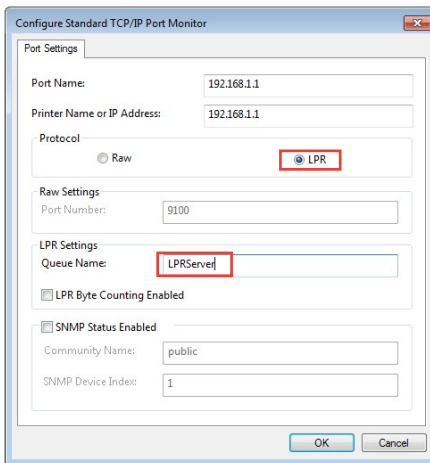 Configure Standard TCP/IP Port Monitor
Port Settings
Port Name: 192.168.1.1
Printer Name or IP Address: 192.168.1.1
Protocol
Raw LPR
Raw Settings
Port Number: 9100
LPR Settings
Queue Name: LPRServer
LPR Byte Counting Enabled
SNMP Status Enabled
Community Name: public
SNMP Device Index: 1
OK Cancel